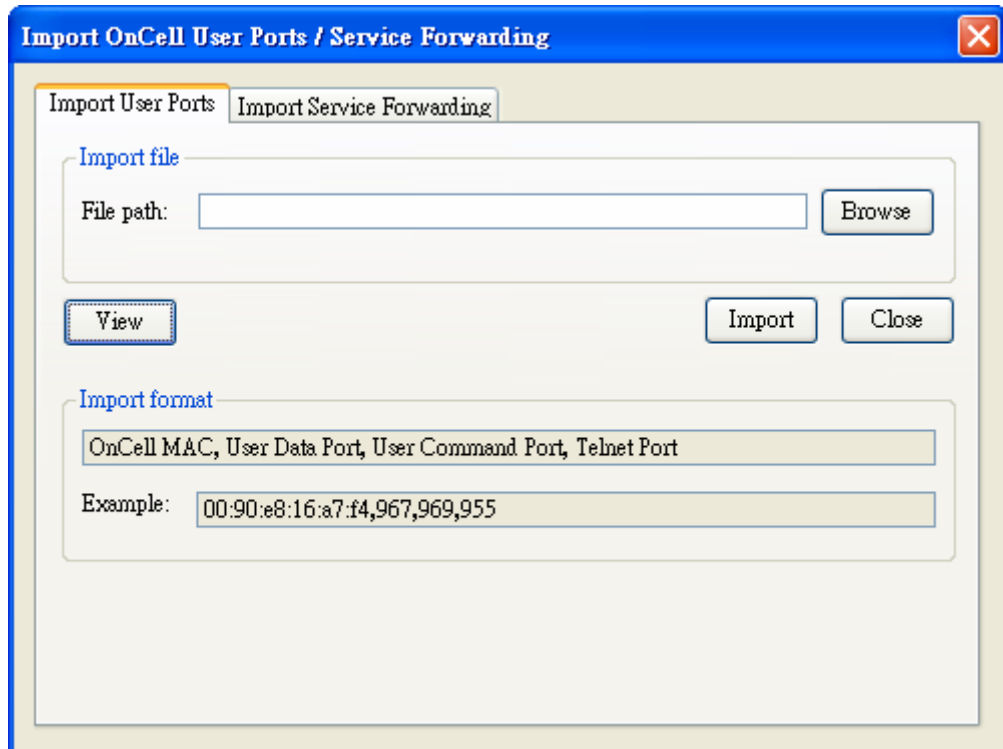 Import OnCell User Ports / Service Forwarding
Import User Ports
Import Service Forwarding
Import file
File path:
Browse
View
Import
Close
Import format
OnCell MAC, User Data Port, User Command Port, Telnet Port
Example:
00:90:e8:16:a7:f4,967,969,955